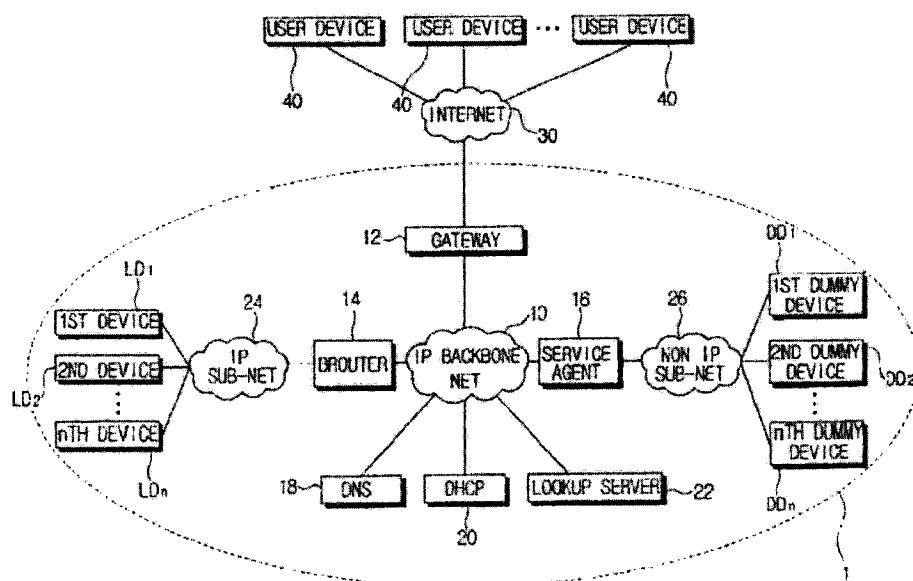 USER DEVICE
USER DEVICE
...
USER DEVICE
40
40
40
INTERNET
30
12
GATEWAY
DD1
1ST DUMMY DEVICE
LD1
24
14
10
16
26
1ST DEVICE
IP SUB-NET
BROUTER
IP BACKBONE NET
SERVICE AGENT
NON IP SUB-NET
LD2
2ND DEVICE
2ND DUMMY DEVICE
DD2
nTH DEVICE
nTH DUMMY DEVICE
LDn
18
DNS
DHCP
LOOKUP SERVER
22
DDn
20
1